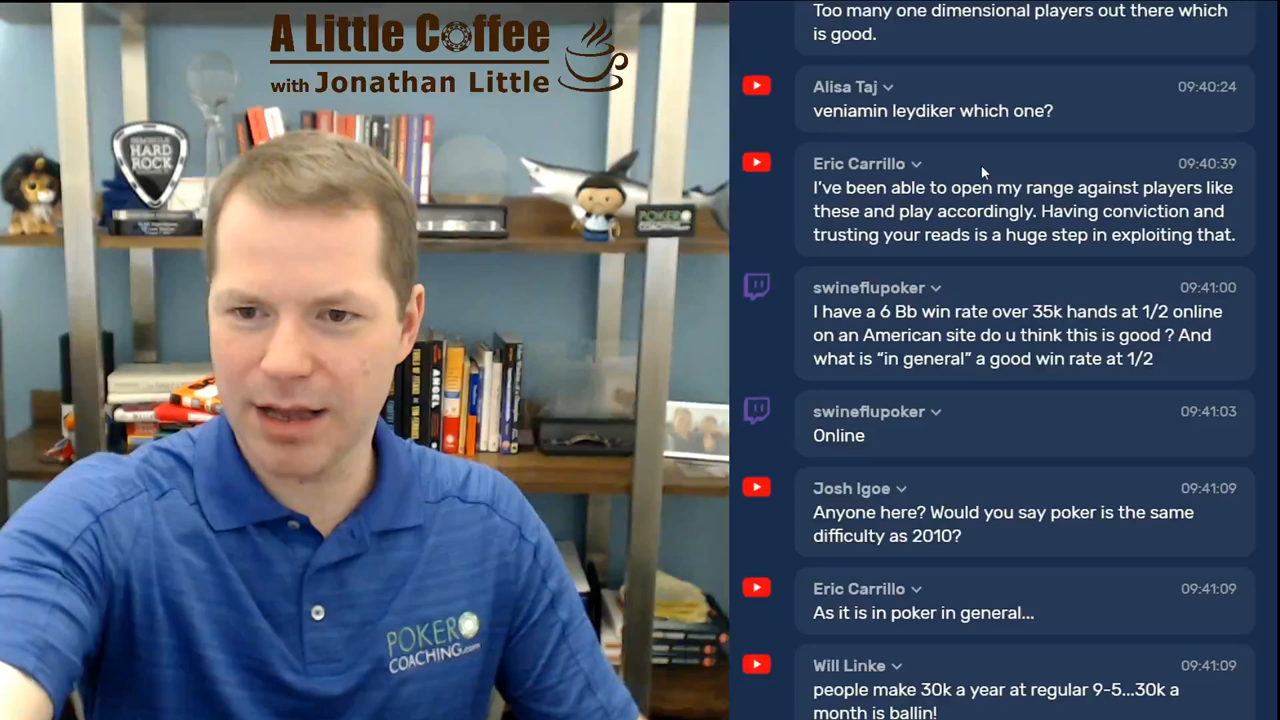 A Little Coffee
with Jonathan Little
HARD
ROCK
POKER
COACHING.com
ANGEL
POKER
COACHING.com
Too many one dimensional players out there which
is good.
Alisa Taj 09:40:24
veniamin leydiker which one?
Eric Carrillo 09:40:39
I've been able to open my range against players like
these and play accordingly. Having conviction and
trusting your reads is a huge step in exploiting that.
swineflupoker 09:41:00
I have a 6 Bb win rate over 35k hands at 1/2 online
on an American site do u think this is good ? And
what is “in general” a good win rate at 1/2
swineflupoker 09:41:03
Online
Josh Igoe 09:41:09
Anyone here? Would you say poker is the same
difficulty as 2010?
Eric Carrillo 09:41:09
As it is in poker in general...
Will Linke 09:41:09
people make 30k a year at regular 9-5...30k a
month is ballin!